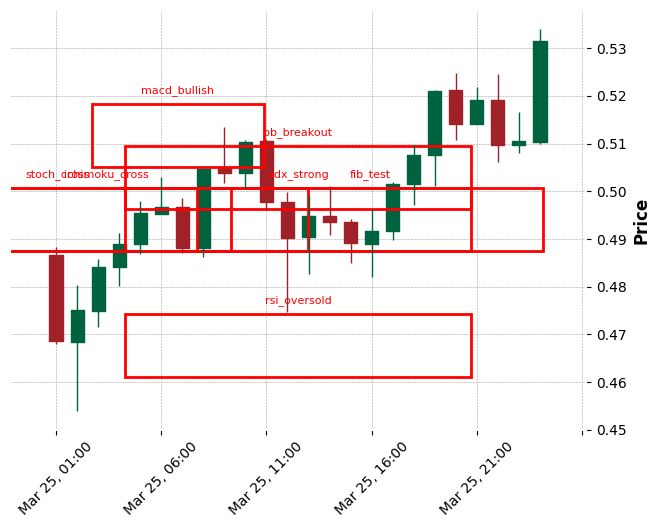 0.53
0.52
macd_bullish
0.51
bb_breakout
stoch_cross
ichimoku_cross
adx_strong
fib_test
0.50
0.49
0.48
rsi_oversold
0.47
0.46
0.45
Price
Mar 25, 01:00
Mar 25, 06:00
Mar 25, 11:00
Mar 25, 16:00
Mar 25, 21:00